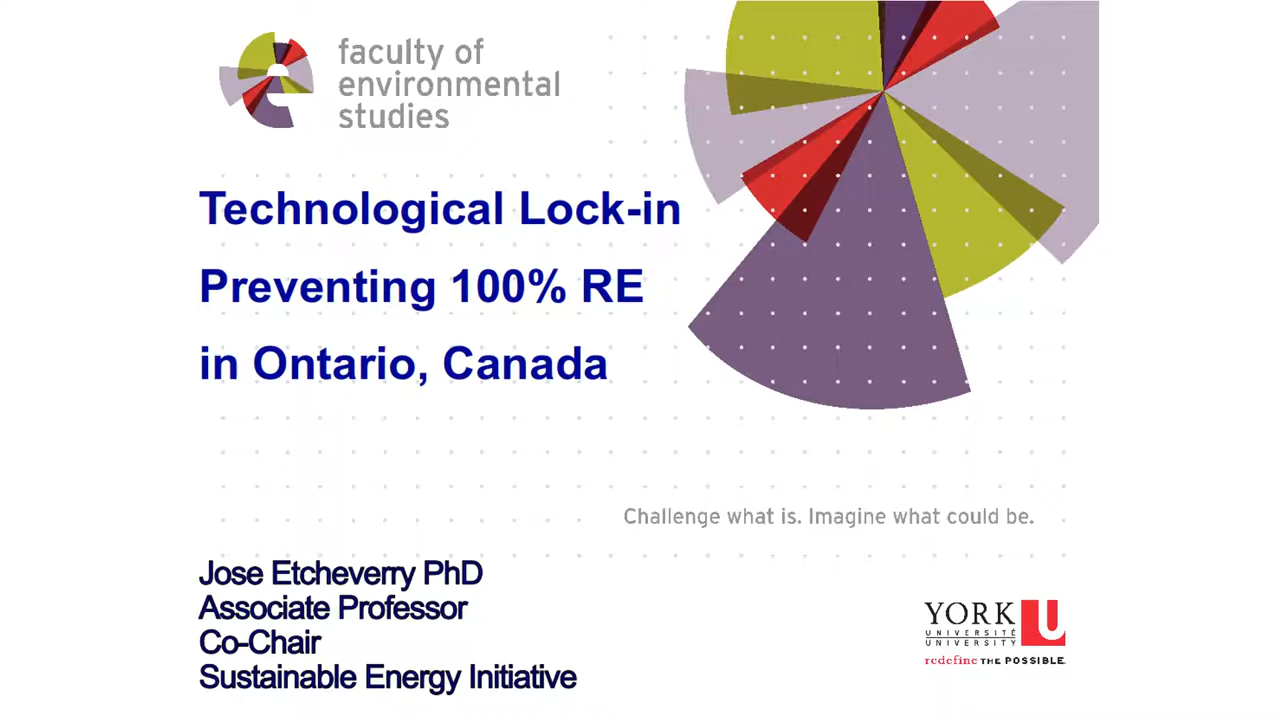 faculty of
environmental
studies
Technological Lock-in
Preventing 100% RE
in Ontario, Canada
Challenge what is. Imagine what could be.
Jose Etcheverry PhD
Associate Professor
Co-Chair
Sustainable Energy Initiative
YORK U
UNIVERSITÉ
UNIVERSITY
redefine THE POSSIBLE.